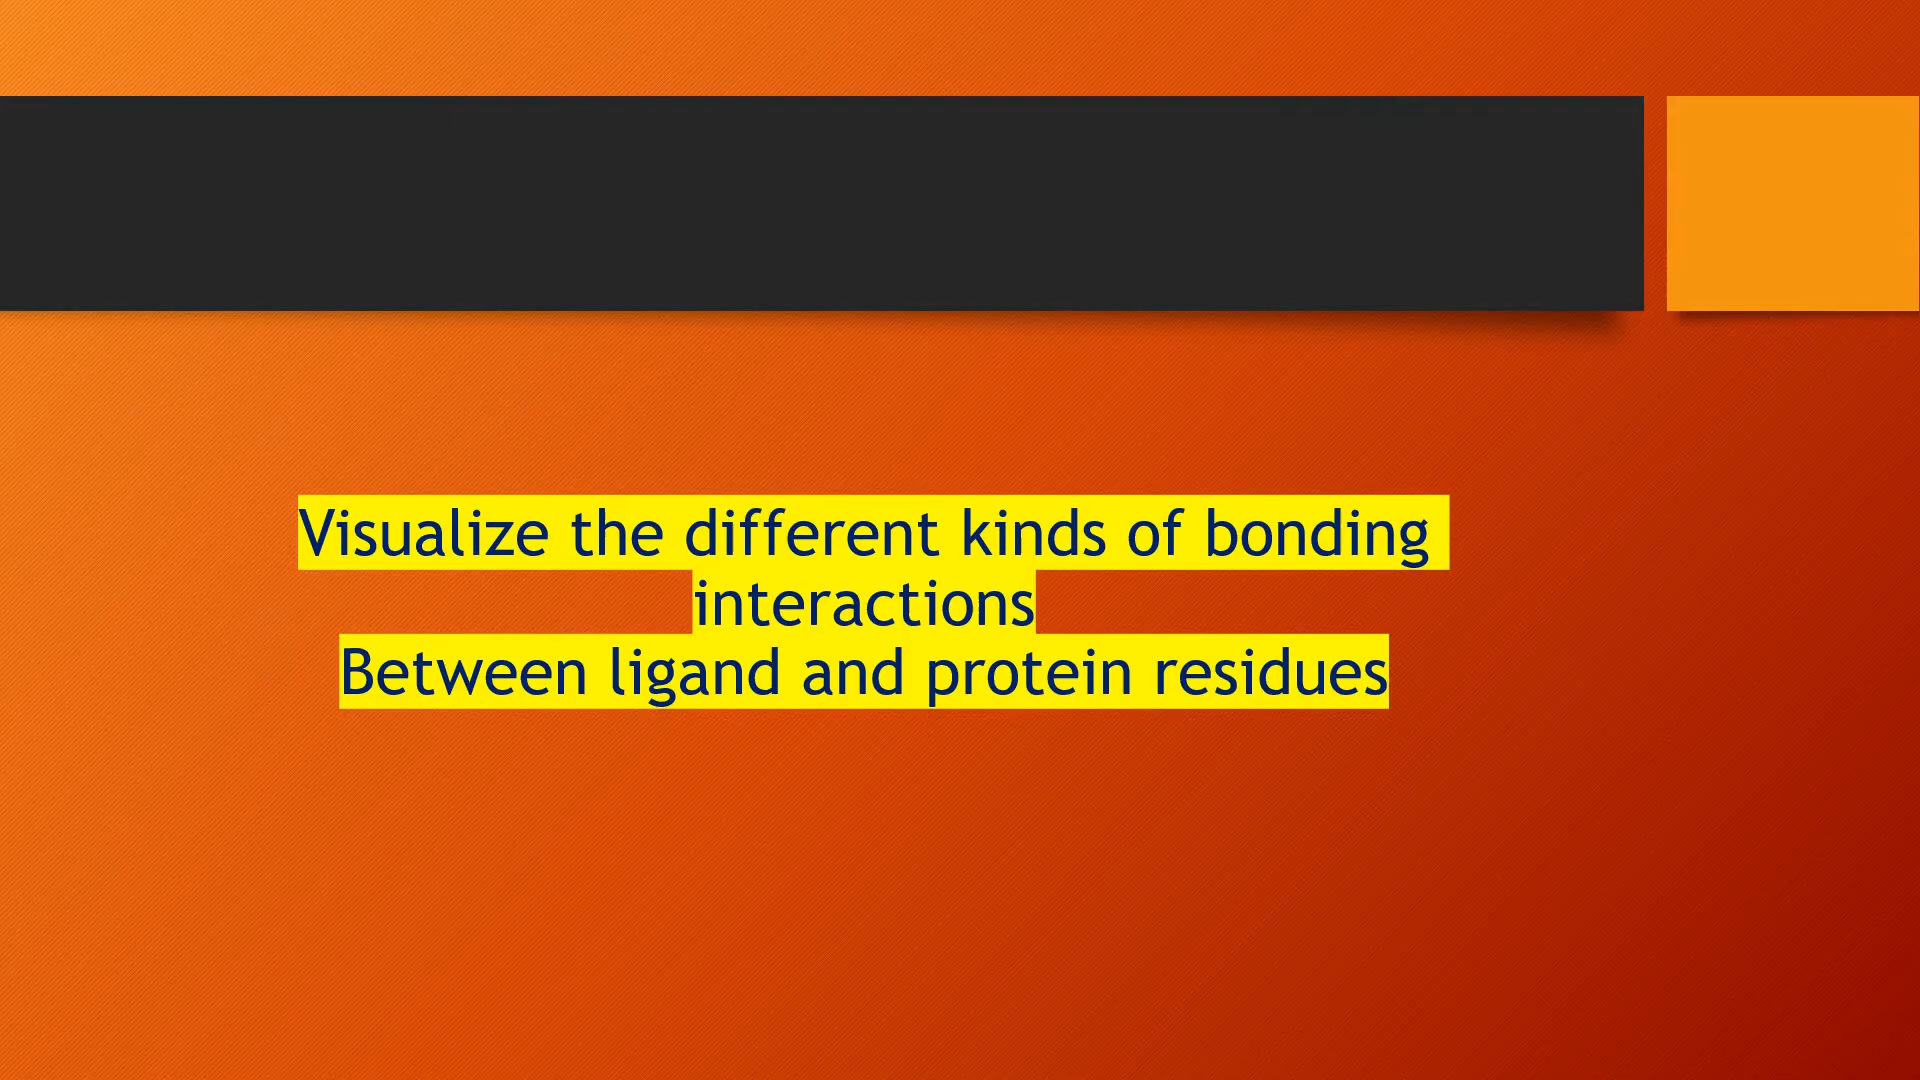 Visualize the different kinds of bonding
interactions
Between ligand and protein residues